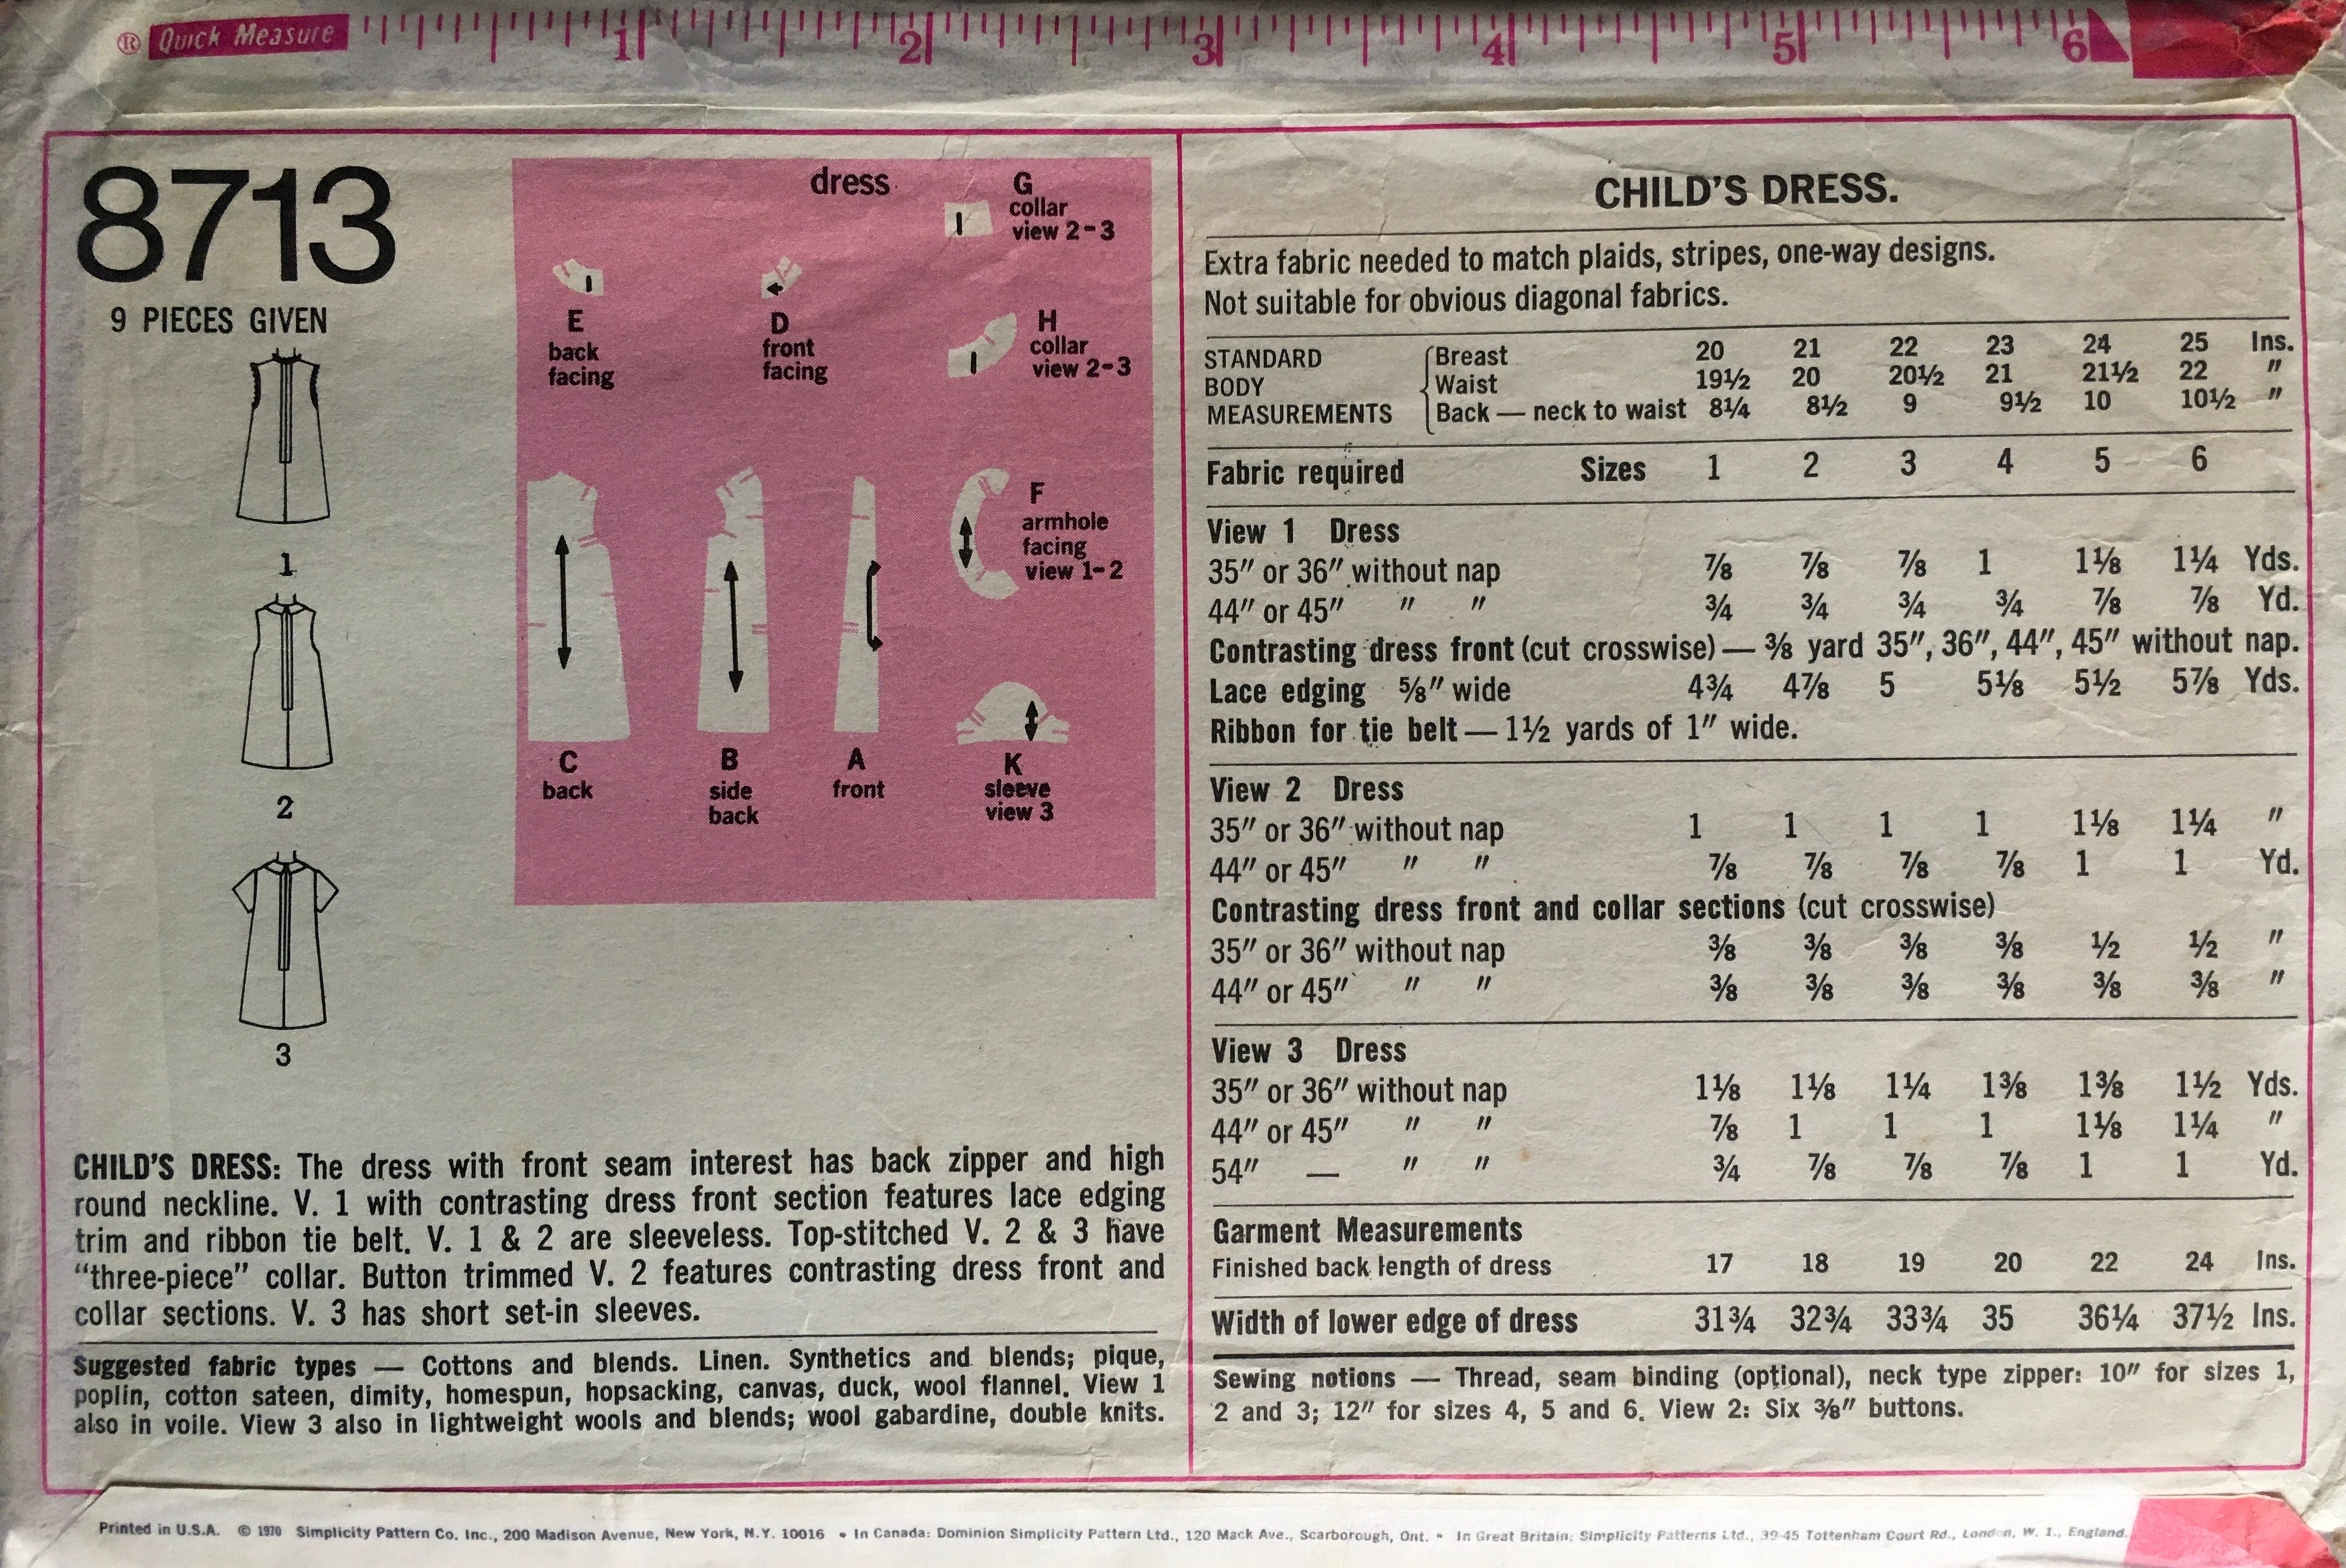 ® Quick Measure 1 2 3 4 5 6
8713
9 PIECES GIVEN
1
2
3
dress
G
collar
view 2-3
E
back
facing
D
front
facing
H
collar
view 2-3
F
armhole
facing
view 1-2
C
back
B
side
back
A
front
K
sleeve
view 3
CHILD'S DRESS: The dress with front seam interest has back zipper and high
round neckline. V. 1 with contrasting dress front section features lace edging
trim and ribbon tie belt. V. 1 & 2 are sleeveless. Top-stitched V. 2 & 3 have
“three-piece” collar. Button trimmed V. 2 features contrasting dress front and
collar sections. V. 3 has short set-in sleeves.
Suggested fabric types — Cottons and blends. Linen. Synthetics and blends; pique,
poplin, cotton sateen, dimity, homespun, hopsacking, canvas, duck, wool flannel. View 1
also in voile. View 3 also in lightweight wools and blends; wool gabardine, double knits.
CHILD'S DRESS.
Extra fabric needed to match plaids, stripes, one-way designs.
Not suitable for obvious diagonal fabrics.
STANDARD Breast 20 21 22 23 24 25 Ins.
BODY Waist 19½ 20 20½ 21 21½ 22 ″
MEASUREMENTS Back — neck to waist 8¼ 8½ 9 9½ 10 10½ ″
Fabric required Sizes 1 2 3 4 5 6
View 1 Dress
35″ or 36″ without nap ⅞ ⅞ ⅞ 1 1⅛ 1¼ Yds.
44″ or 45″ ″ ″ ¾ ¾ ¾ ¾ ⅞ ⅞ Yd.
Contrasting dress front (cut crosswise) — ⅜ yard 35″, 36″, 44″, 45″ without nap.
Lace edging ⅝″ wide 4¾ 4⅞ 5 5⅛ 5½ 5⅞ Yds.
Ribbon for tie belt — 1½ yards of 1″ wide.
View 2 Dress
35″ or 36″ without nap 1 1 1 1 1⅛ 1¼ ″
44″ or 45″ ″ ″ ⅞ ⅞ ⅞ ⅞ 1 1 Yd.
Contrasting dress front and collar sections (cut crosswise)
35″ or 36″ without nap ⅜ ⅜ ⅜ ⅜ ½ ½ ″
44″ or 45″ ″ ″ ⅜ ⅜ ⅜ ⅜ ⅜ ⅜ ″
View 3 Dress
35″ or 36″ without nap 1⅛ 1⅛ 1¼ 1⅜ 1⅜ 1½ Yds.
44″ or 45″ ″ ″ ⅞ 1 1 1 1⅛ 1¼ ″
54″ — ″ ″ ¾ ⅞ ⅞ ⅞ 1 1 Yd.
Garment Measurements
Finished back length of dress 17 18 19 20 22 24 Ins.
Width of lower edge of dress 31¾ 32¾ 33¾ 35 36¼ 37½ Ins.
Sewing notions — Thread, seam binding (optional), neck type zipper: 10″ for sizes 1,
2 and 3; 12″ for sizes 4, 5 and 6. View 2: Six ⅜″ buttons.
Printed in U.S.A. © 1970 Simplicity Pattern Co. Inc., 200 Madison Avenue, New York, N.Y. 10016 • In Canada: Dominion Simplicity Pattern Ltd., 120 Mack Ave., Scarborough, Ont. • In Great Britain: Simplicity Patterns Ltd., 39-45 Tottenham Court Rd., London, W. 1., England.